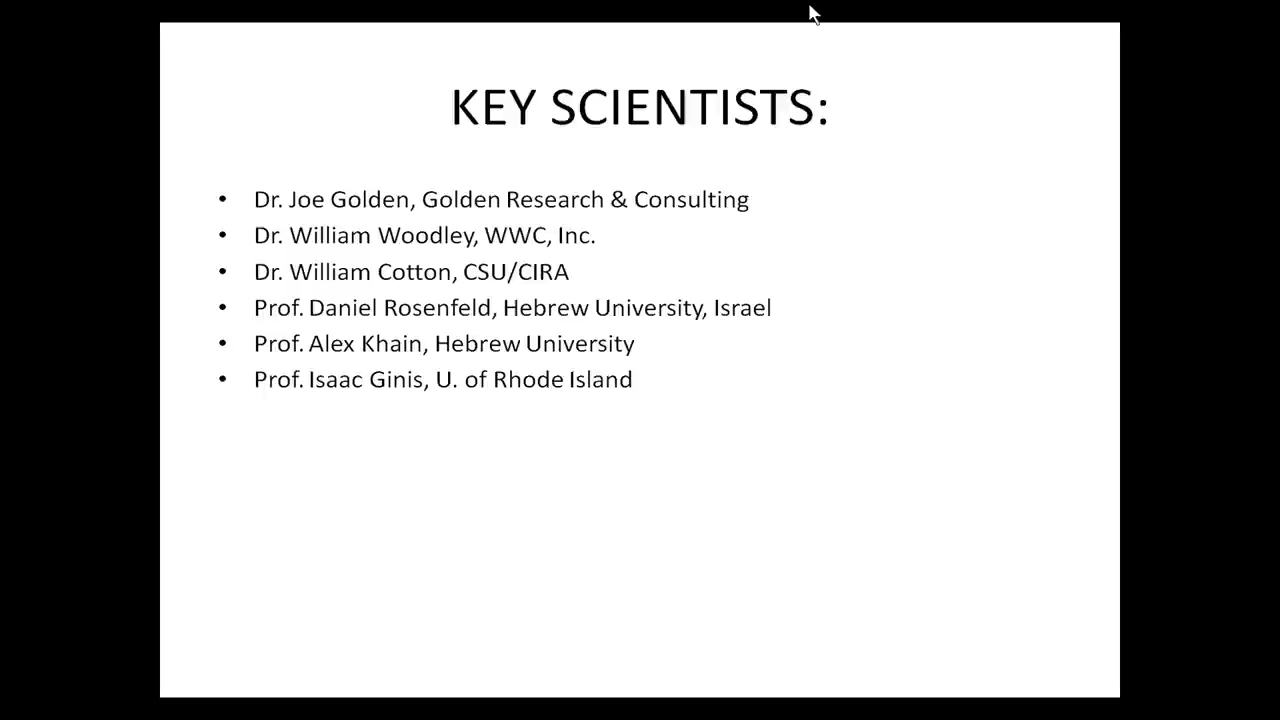 KEY SCIENTISTS:
• Dr. Joe Golden, Golden Research & Consulting
• Dr. William Woodley, WWC, Inc.
• Dr. William Cotton, CSU/CIRA
• Prof. Daniel Rosenfeld, Hebrew University, Israel
• Prof. Alex Khain, Hebrew University
• Prof. Isaac Ginis, U. of Rhode Island